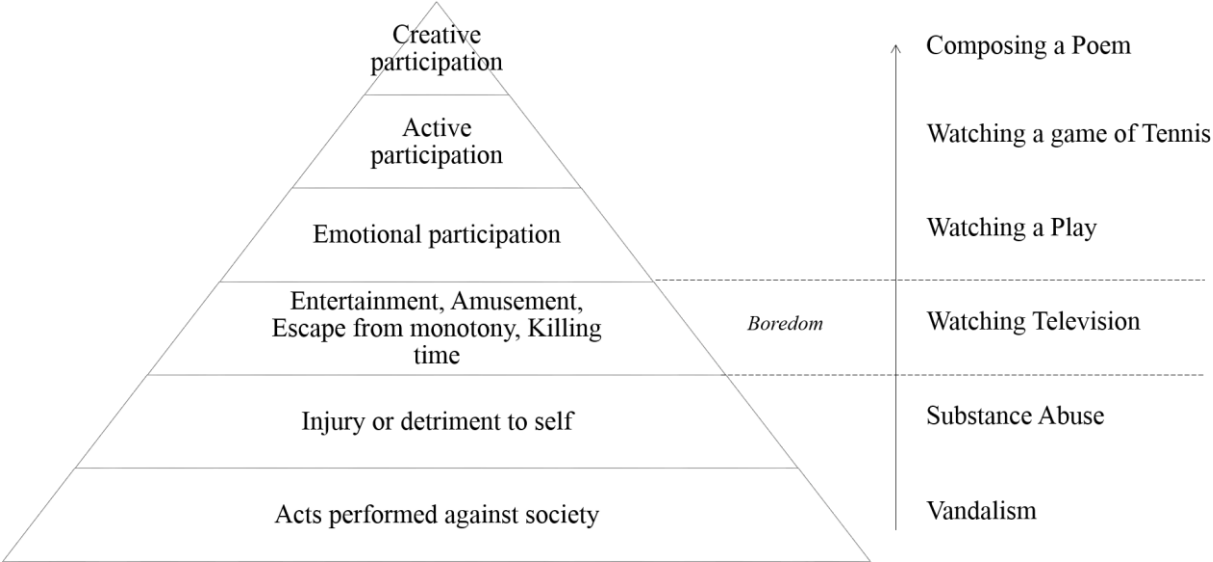 Creative
participation
Composing a Poem
Active
participation
Watching a game of Tennis
Emotional participation
Watching a Play
Entertainment, Amusement,
Escape from monotony, Killing
time
Boredom
Watching Television
Injury or detriment to self
Substance Abuse
Acts performed against society
Vandalism